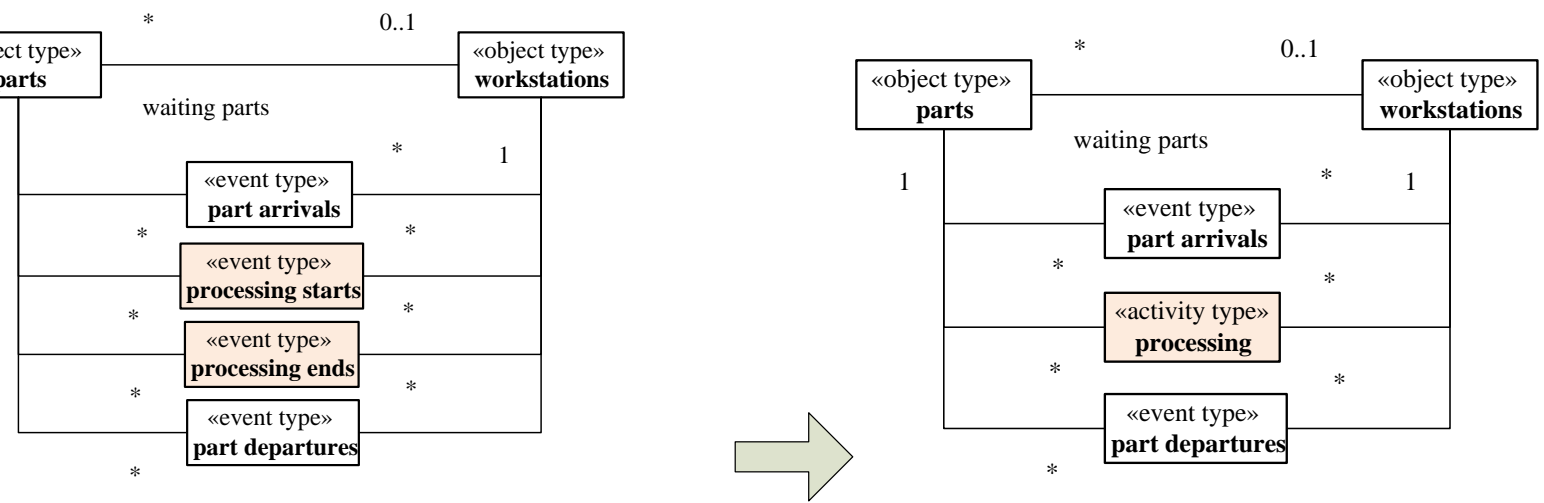 * 0..1
ect type»
parts
«object type»
workstations
waiting parts
* 1
«event type»
part arrivals
* *
«event type»
processing starts
* *
«event type»
processing ends
* *
«event type»
part departures
*
* 0..1
«object type»
parts
«object type»
workstations
waiting parts
1 * 1
«event type»
part arrivals
* *
«activity type»
processing
* *
«event type»
part departures
*